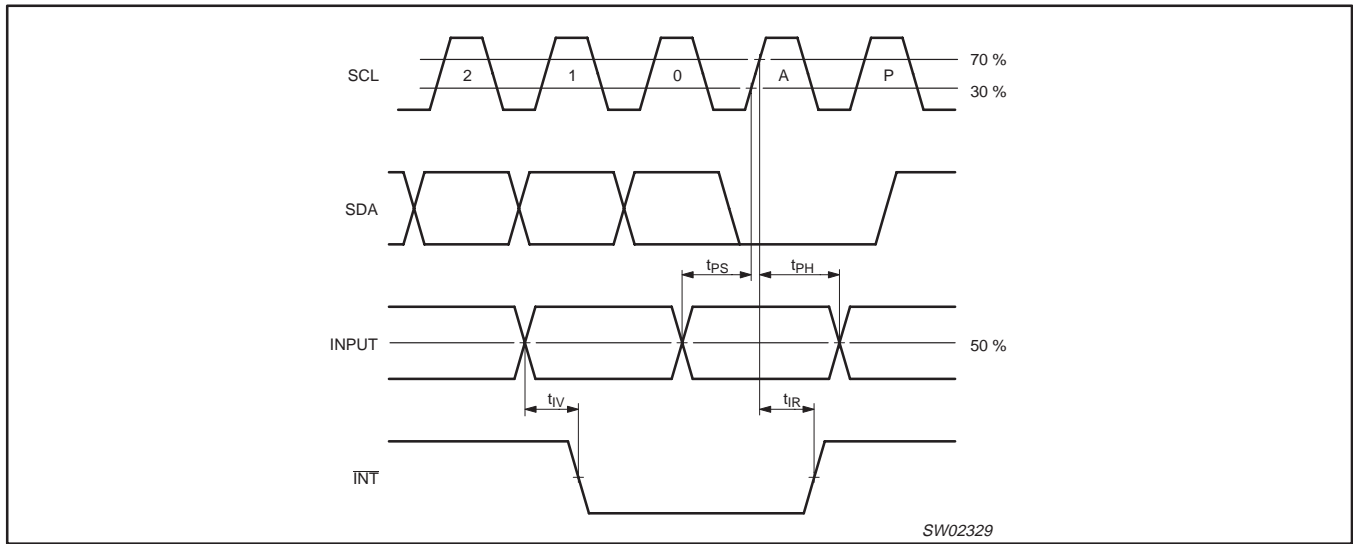 SCL 2 1 0 A P 70 %
30 %
SDA
tPS tPH
INPUT 50 %
tIV tIR
INT
SW02329